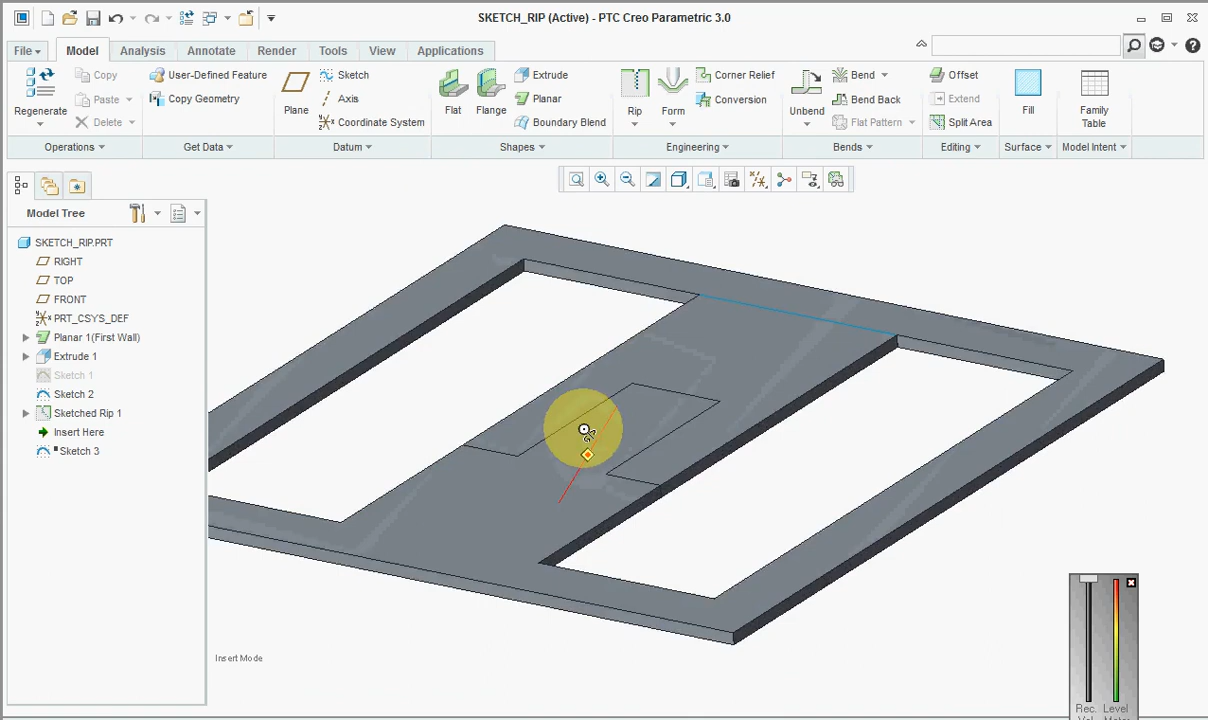 SKETCH_RIP (Active) - PTC Creo Parametric 3.0
File Model Analysis Annotate Render Tools View Applications
Regenerate
Copy
Paste
Delete
User-Defined Feature
Copy Geometry
Plane
Sketch
Axis
Coordinate System
Flat
Flange
Extrude
Planar
Boundary Blend
Rip
Form
Corner Relief
Conversion
Unbend
Bend
Bend Back
Flat Pattern
Offset
Extend
Split Area
Fill
Family
Table
Operations Get Data Datum Shapes Engineering Bends Editing Surface Model Intent
Model Tree
SKETCH_RIP.PRT
RIGHT
TOP
FRONT
PRT_CSYS_DEF
Planar 1(First Wall)
Extrude 1
Sketch 1
Sketch 2
Sketched Rip 1
Insert Here
Sketch 3
Insert Mode
Rec. Level